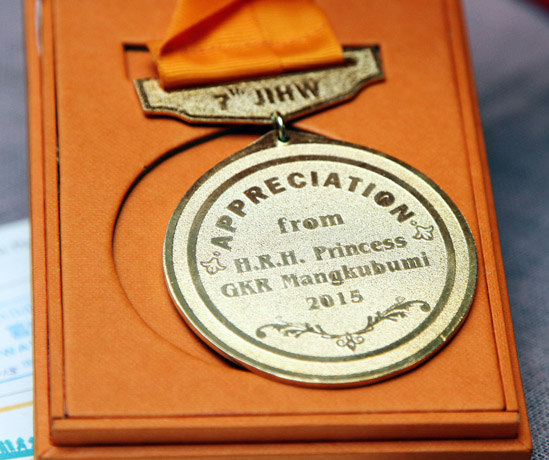 7TH JIHW
APPRECIATION
from
H.R.H. Princess
GKR Mangkubumi
2015